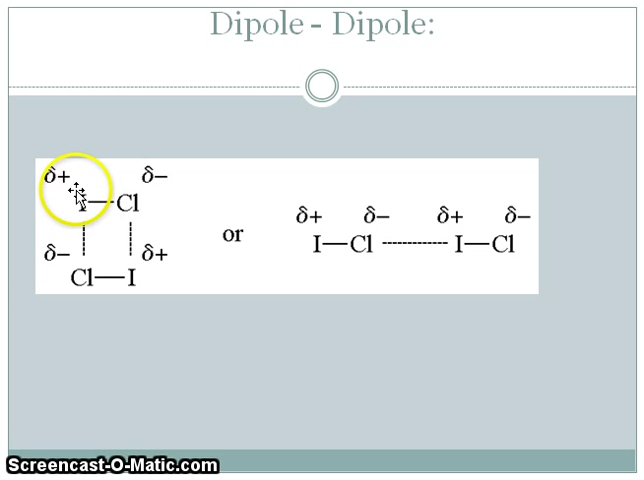 Dipole - Dipole:
δ+ δ−
I—Cl
δ− δ+
Cl—I
or
δ+ δ− δ+ δ−
I—Cl ----------- I—Cl
Screencast-O-Matic.com